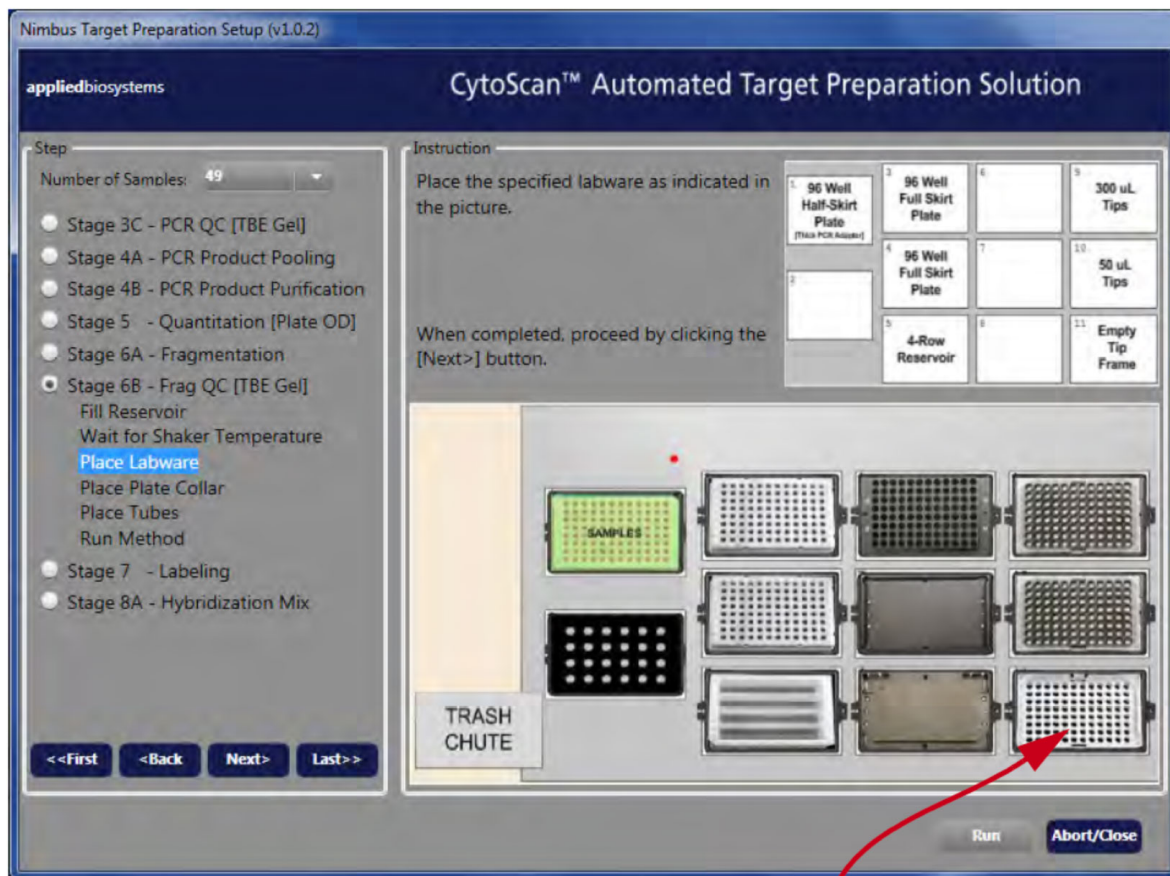 Nimbus Target Preparation Setup (v1.0.2)
appliedbiosystems
CytoScan™ Automated Target Preparation Solution
Step
Number of Samples: 49
Stage 3C - PCR QC [TBE Gel]
Stage 4A - PCR Product Pooling
Stage 4B - PCR Product Purification
Stage 5 - Quantitation [Plate OD]
Stage 6A - Fragmentation
Stage 6B - Frag QC [TBE Gel]
Fill Reservoir
Wait for Shaker Temperature
Place Labware
Place Plate Collar
Place Tubes
Run Method
Stage 7 - Labeling
Stage 8A - Hybridization Mix
<<First
<Back
Next>
Last>>
Instruction
Place the specified labware as indicated in
the picture.
When completed, proceed by clicking the
[Next>] button.
1
96 Well
Half-Skirt
Plate
[Thick PCR Adapter]
2
3
96 Well
Full Skirt
Plate
4
96 Well
Full Skirt
Plate
5
4-Row
Reservoir
6
7
8
9
300 uL
Tips
10
50 uL
Tips
11
Empty
Tip
Frame
SAMPLES
TRASH
CHUTE
Run
Abort/Close